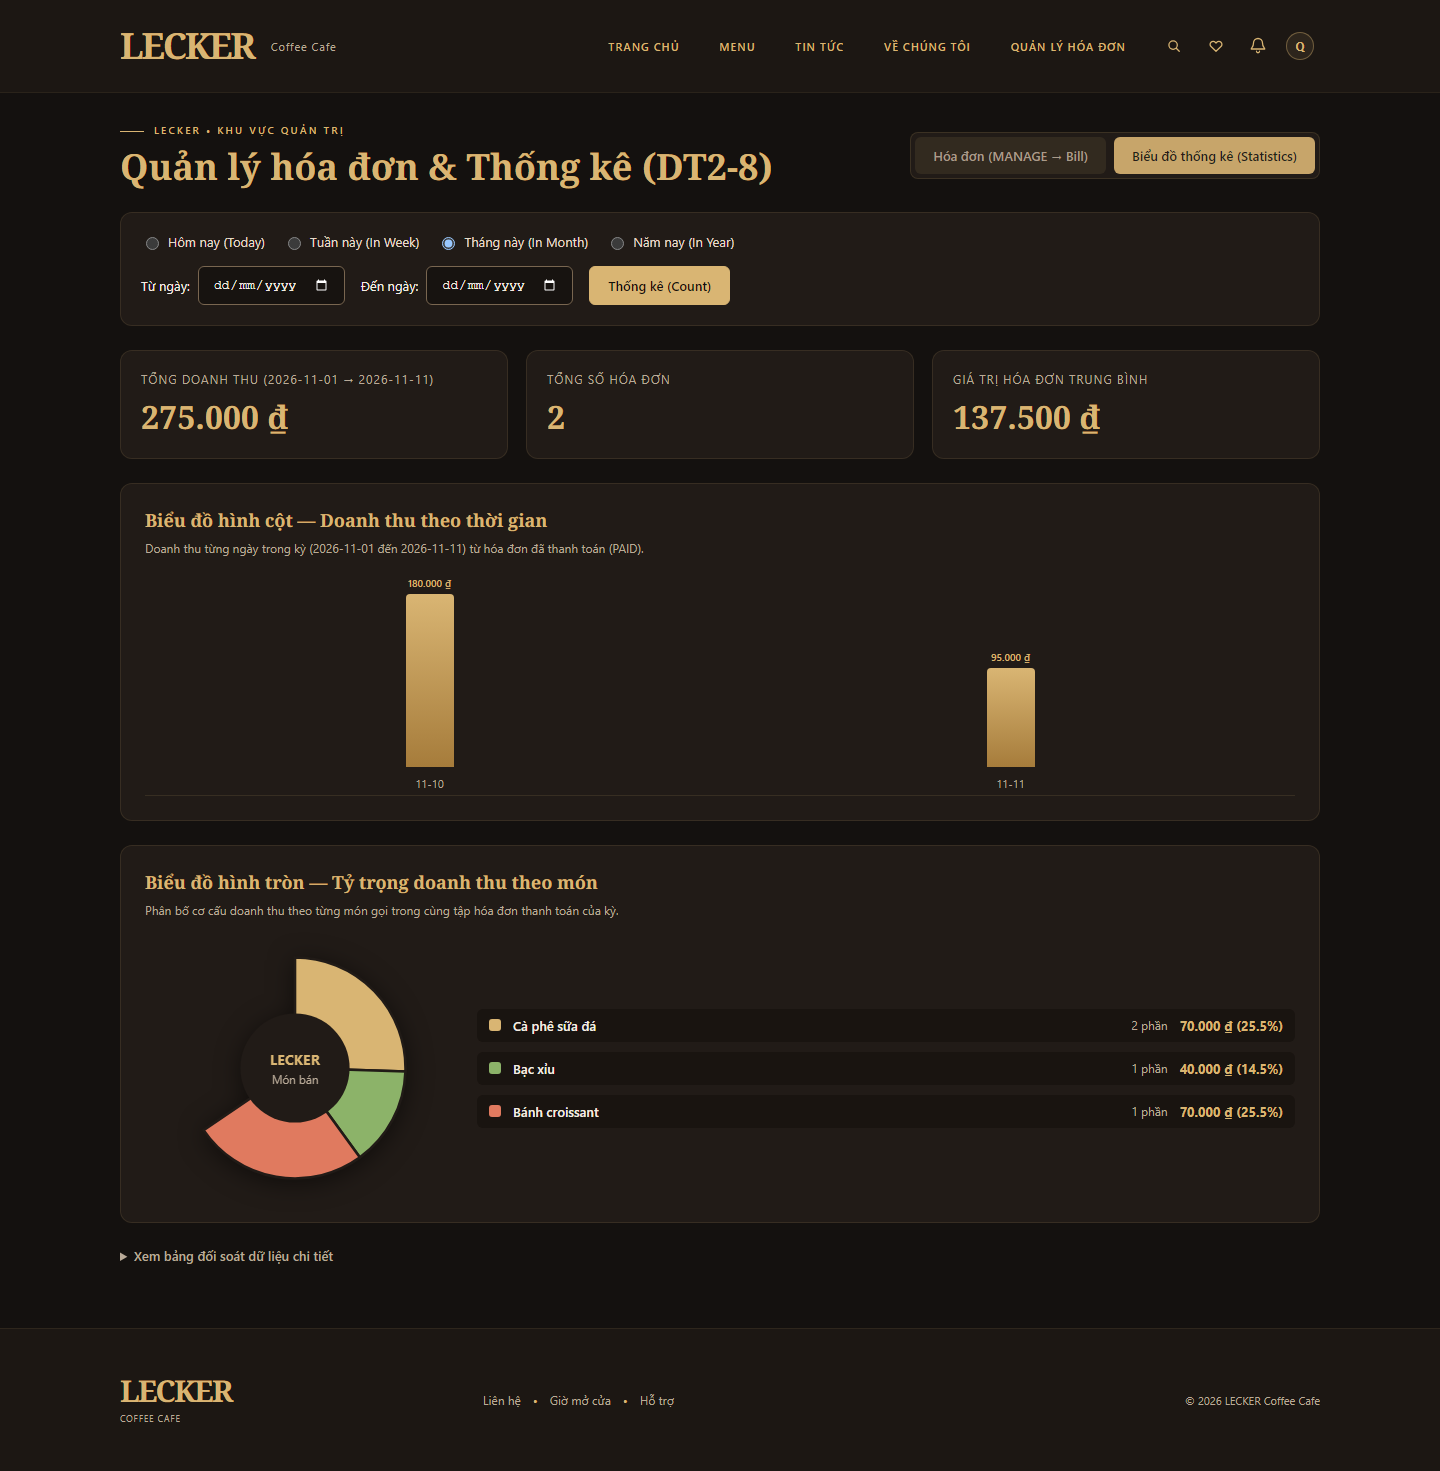 LECKER Coffee Cafe TRANG CHỦ MENU TIN TỨC VỀ CHÚNG TÔI QUẢN LÝ HÓA ĐƠN Q
LECKER • KHU VỰC QUẢN TRỊ
Quản lý hóa đơn & Thống kê (DT2-8)
Hóa đơn (MANAGE → Bill) Biểu đồ thống kê (Statistics)
Hôm nay (Today) Tuần này (In Week) Tháng này (In Month) Năm nay (In Year)
Từ ngày: dd/mm/yyyy Đến ngày: dd/mm/yyyy Thống kê (Count)
TỔNG DOANH THU (2026-11-01 → 2026-11-11)
275.000 ₫
TỔNG SỐ HÓA ĐƠN
2
GIÁ TRỊ HÓA ĐƠN TRUNG BÌNH
137.500 ₫
Biểu đồ hình cột — Doanh thu theo thời gian
Doanh thu từng ngày trong kỳ (2026-11-01 đến 2026-11-11) từ hóa đơn đã thanh toán (PAID).
180.000 ₫
95.000 ₫
11-10 11-11
Biểu đồ hình tròn — Tỷ trọng doanh thu theo món
Phân bố cơ cấu doanh thu theo từng món gọi trong cùng tập hóa đơn thanh toán của kỳ.
LECKER
Món bán
Cà phê sữa đá 2 phần 70.000 ₫ (25.5%)
Bạc xỉu 1 phần 40.000 ₫ (14.5%)
Bánh croissant 1 phần 70.000 ₫ (25.5%)
Xem bảng đối soát dữ liệu chi tiết
LECKER
COFFEE CAFE
Liên hệ • Giờ mở cửa • Hỗ trợ
© 2026 LECKER Coffee Cafe